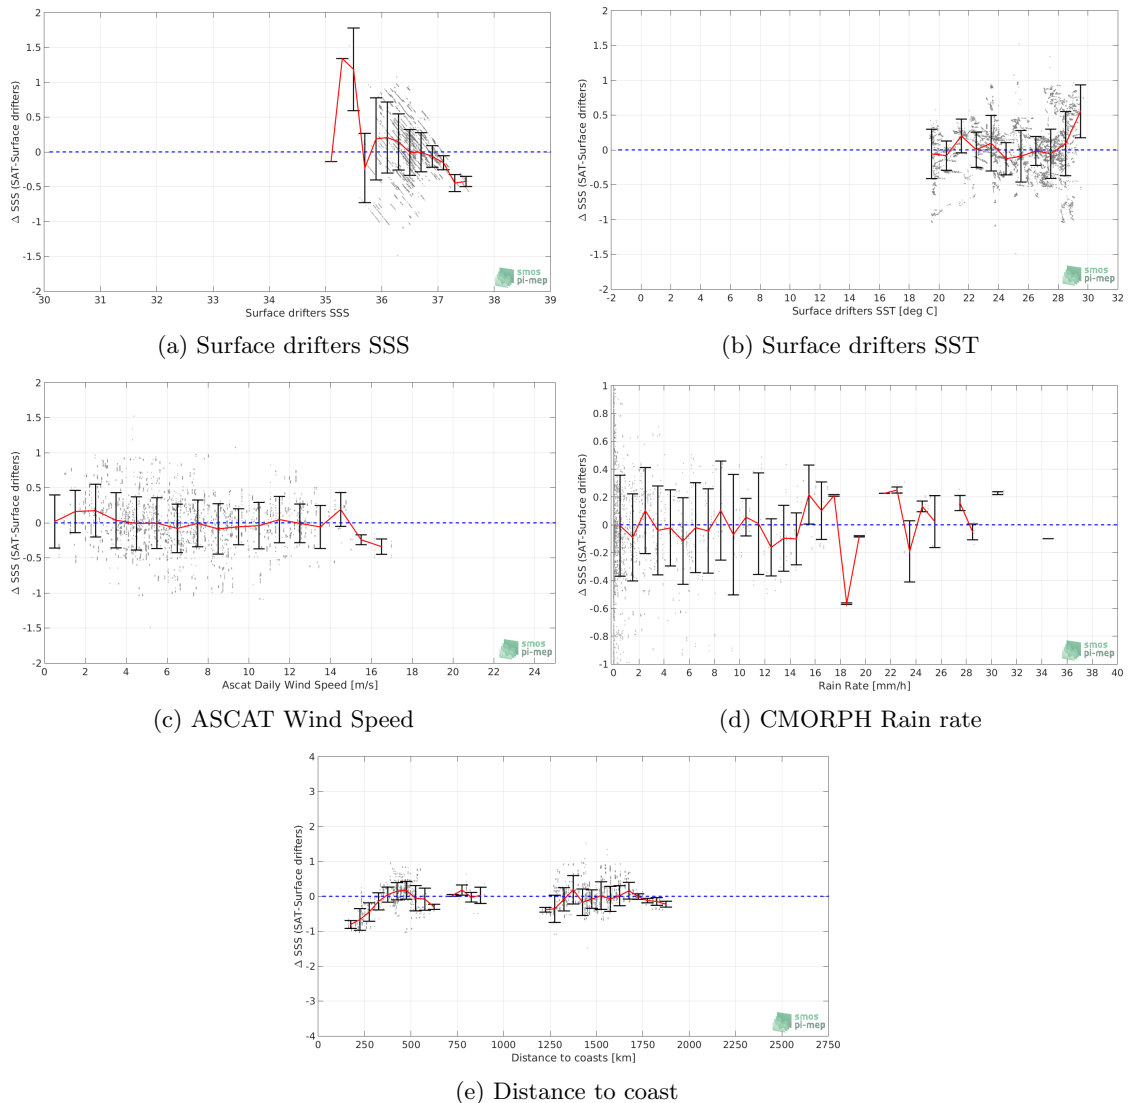 Δ SSS (SAT-Surface drifters)
2
1.5
1
0.5
0
-0.5
-1
-1.5
-2
30 31 32 33 34 35 36 37 38 39
Surface drifters SSS
smos
pi-mep
(a) Surface drifters SSS
Δ SSS (SAT-Surface drifters)
2
1.5
1
0.5
0
-0.5
-1
-1.5
-2
-2 0 2 4 6 8 10 12 14 16 18 20 22 24 26 28 30 32
Surface drifters SST [deg C]
smos
pi-mep
(b) Surface drifters SST
Δ SSS (SAT-Surface drifters)
2
1.5
1
0.5
0
-0.5
-1
-1.5
-2
0 2 4 6 8 10 12 14 16 18 20 22 24
Ascat Daily Wind Speed [m/s]
smos
pi-mep
(c) ASCAT Wind Speed
Δ SSS (SAT-Surface drifters)
1
0.8
0.6
0.4
0.2
0
-0.2
-0.4
-0.6
-0.8
-1
0 2 4 6 8 10 12 14 16 18 20 22 24 26 28 30 32 34 36 38 40
Rain Rate [mm/h]
smos
pi-mep
(d) CMORPH Rain rate
Δ SSS (SAT-Surface drifters)
4
3
2
1
0
-1
-2
-3
-4
0 250 500 750 1000 1250 1500 1750 2000 2250 2500 2750
Distance to coasts [km]
smos
pi-mep
(e) Distance to coast